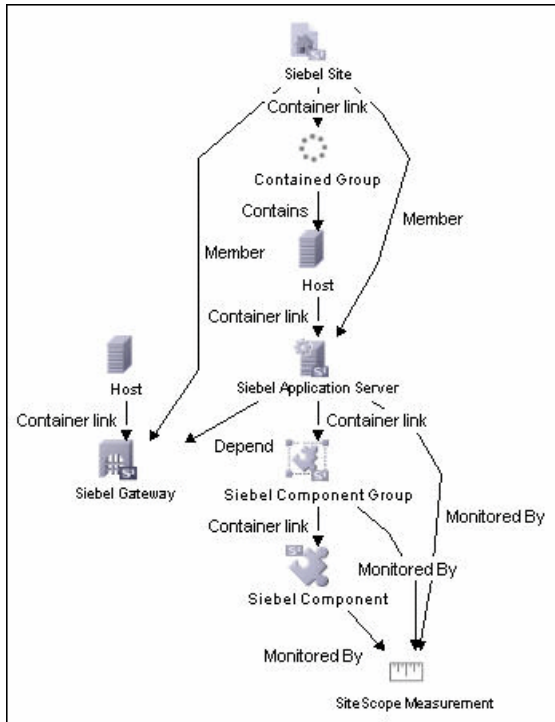 Siebel Site
Container link
Contained Group
Contains
Member
Member
Host
Container link
Host
Siebel Application Server
Container link
Container link
Depend
Siebel Gateway
Siebel Component Group
Container link
Monitored By
Monitored By
Siebel Component
Monitored By
SiteScope Measurement